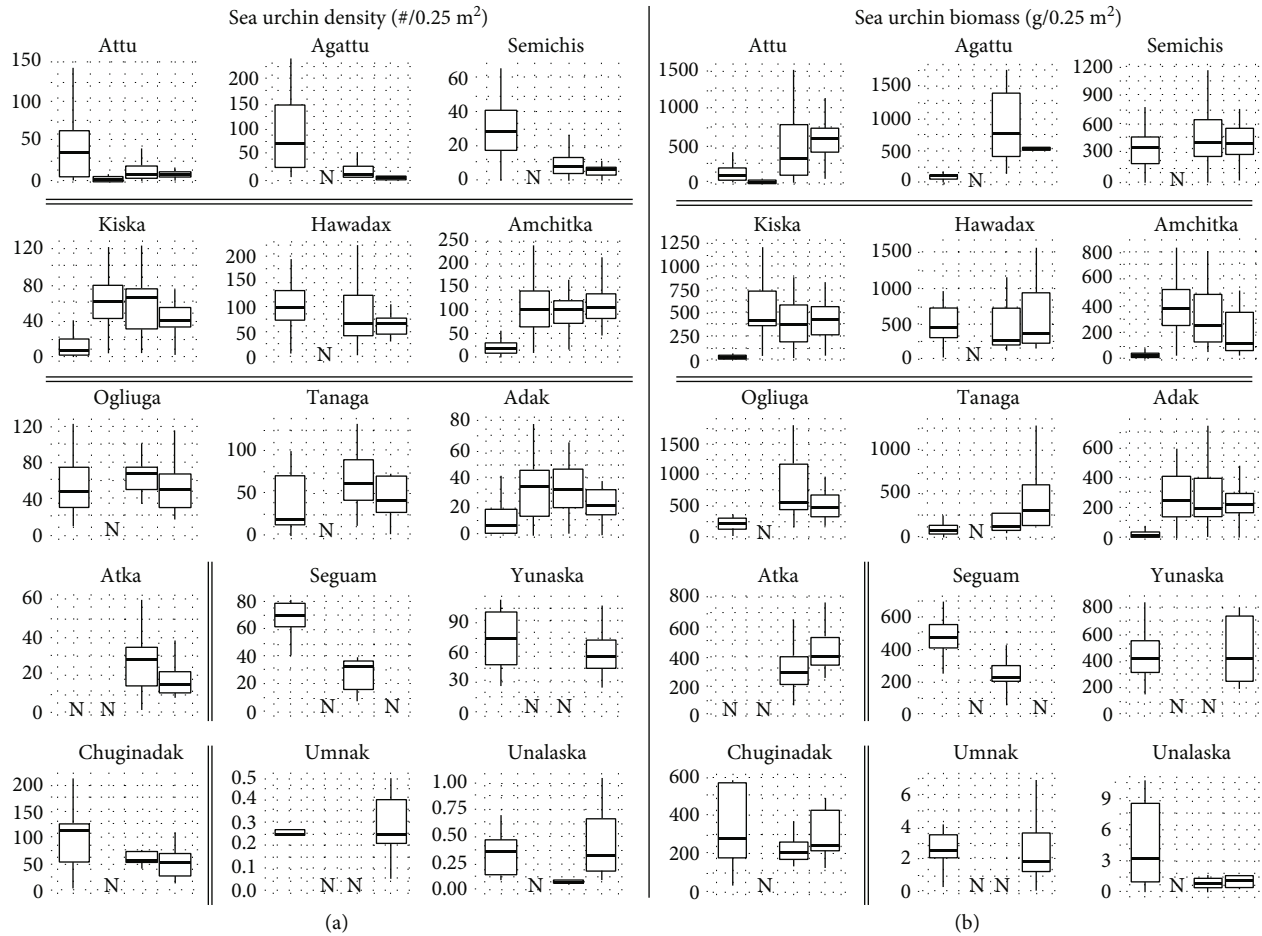 Sea urchin density (#/0.25 m²)
Attu
150
100
50
0
Agattu
200
150
100
50
0
N
Semichis
60
40
20
0
N
Kiska
120
80
40
0
Hawadax
200
150
100
50
0
N
Amchitka
250
200
150
100
50
0
Ogliuga
120
80
40
0
N
Tanaga
100
50
0
N
Adak
80
60
40
20
0
Atka
60
40
20
0
N N
Seguam
80
60
40
20
0
N N
Yunaska
90
60
30
0
N N
Chuginadak
200
150
100
50
0
N
Umnak
0.5
0.4
0.3
0.2
0.1
0.0
N N
Unalaska
1.00
0.75
0.50
0.25
0.00
N
(a)
Sea urchin biomass (g/0.25 m²)
Attu
1500
1000
500
0
Agattu
1500
1000
500
0
N
Semichis
1200
900
600
300
0
N
Kiska
1250
1000
750
500
250
0
Hawadax
1500
1000
500
0
N
Amchitka
800
600
400
200
0
Ogliuga
1500
1000
500
0
N
Tanaga
1000
500
0
N
Adak
600
400
200
0
Atka
800
600
400
200
0
N N
Seguam
600
400
200
0
N N
Yunaska
800
600
400
200
0
N N
Chuginadak
600
400
200
0
N
Umnak
6
4
2
0
N N
Unalaska
9
6
3
0
N
(b)